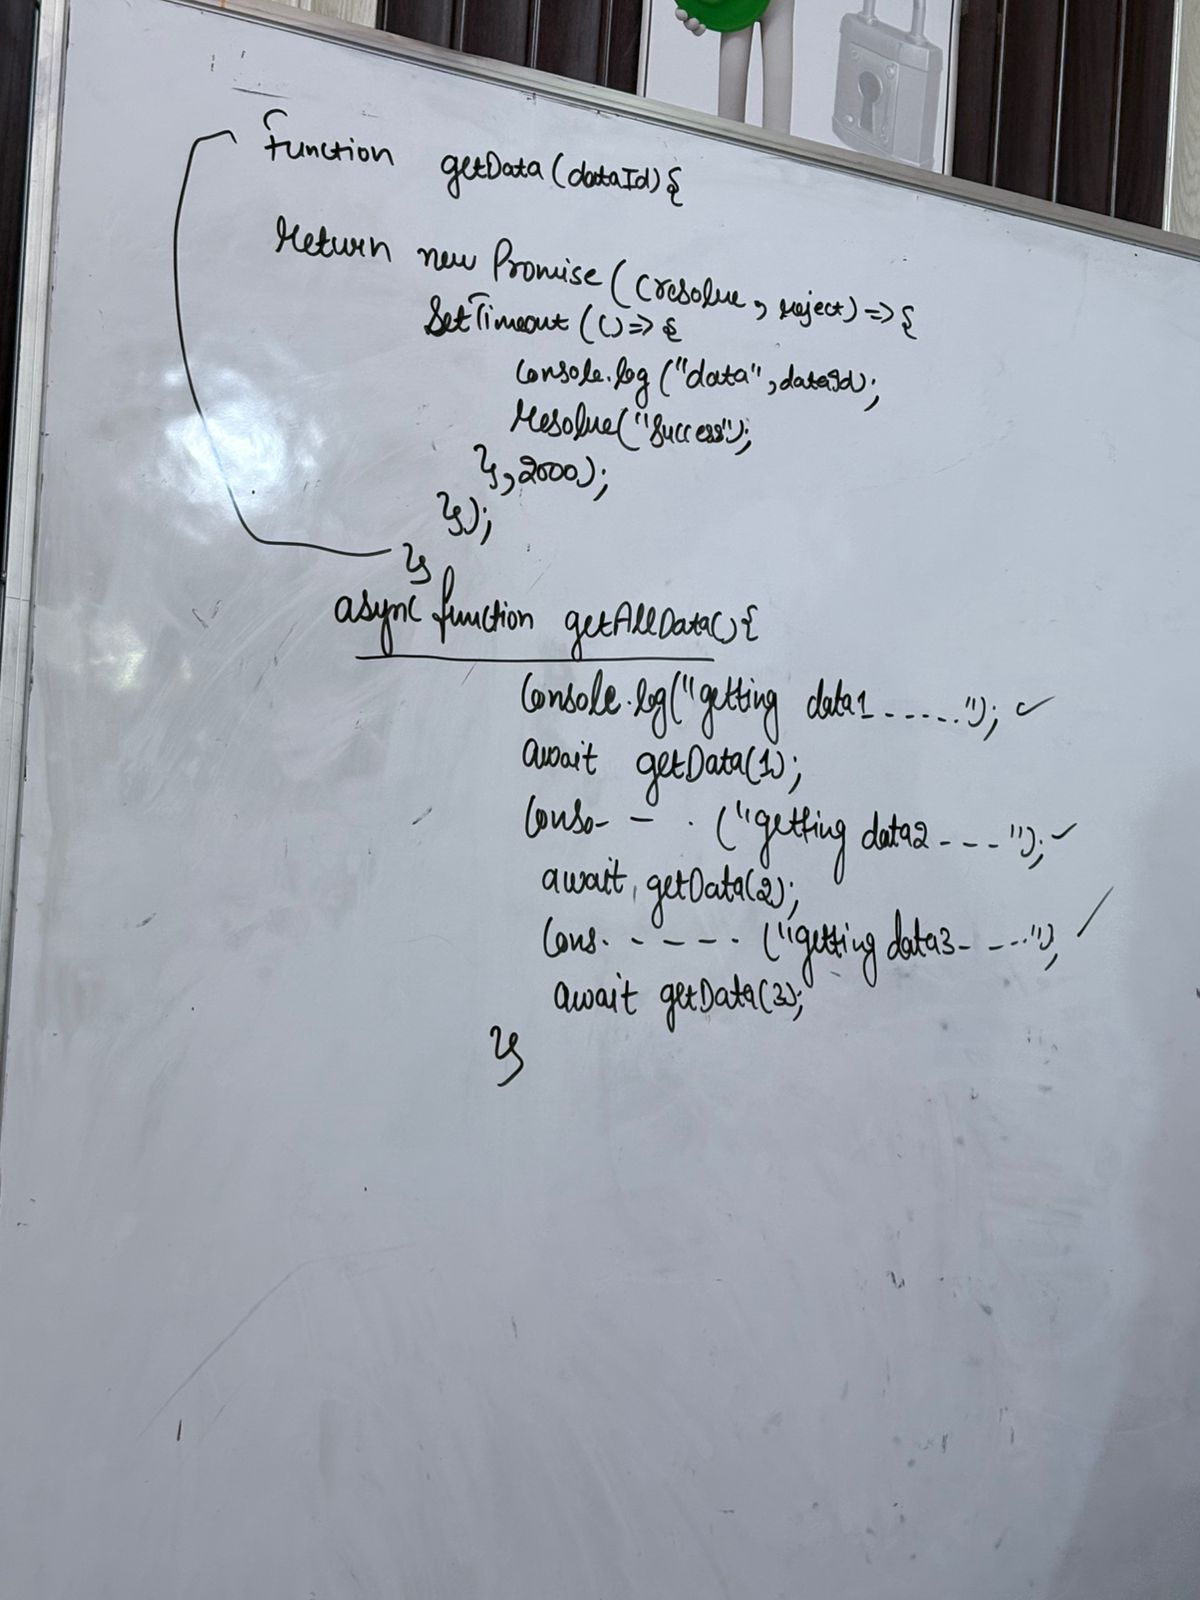 function getData(dataId){
return new Promise((resolve, reject)=>{
setTimeout(()=>{
console.log("data",dataId);
resolve("success");
},2000);
});
}
async function getAllData(){
console.log("getting data1......");
await getData(1);
Conso- - . ("getting data2----");
await getData(2);
Cons.----. ("getting data3-----");
await getData(3);
}